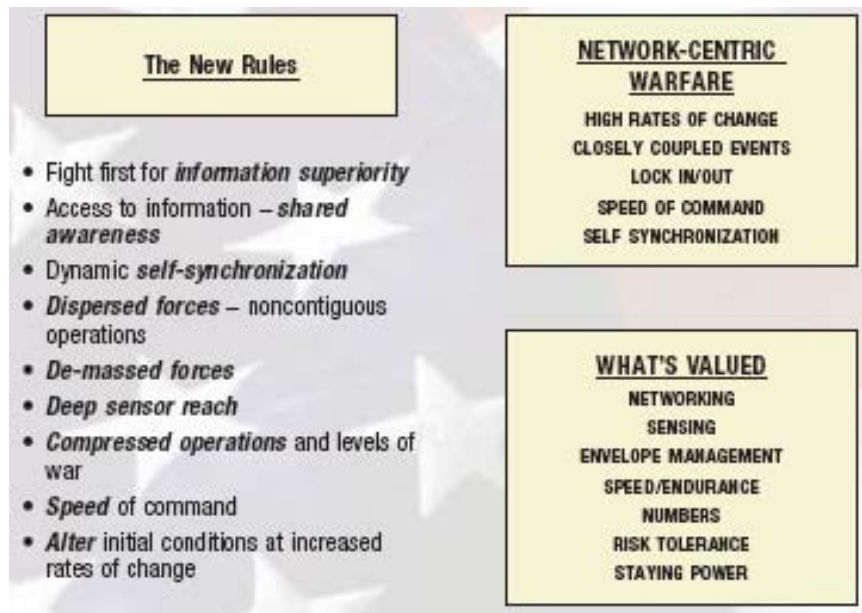 The New Rules
• Fight first for information superiority
• Access to information – shared
awareness
• Dynamic self-synchronization
• Dispersed forces – noncontiguous
operations
• De-massed forces
• Deep sensor reach
• Compressed operations and levels of
war
• Speed of command
• Alter initial conditions at increased
rates of change
NETWORK-CENTRIC
WARFARE
HIGH RATES OF CHANGE
CLOSELY COUPLED EVENTS
LOCK IN/OUT
SPEED OF COMMAND
SELF SYNCHRONIZATION
WHAT'S VALUED
NETWORKING
SENSING
ENVELOPE MANAGEMENT
SPEED/ENDURANCE
NUMBERS
RISK TOLERANCE
STAYING POWER